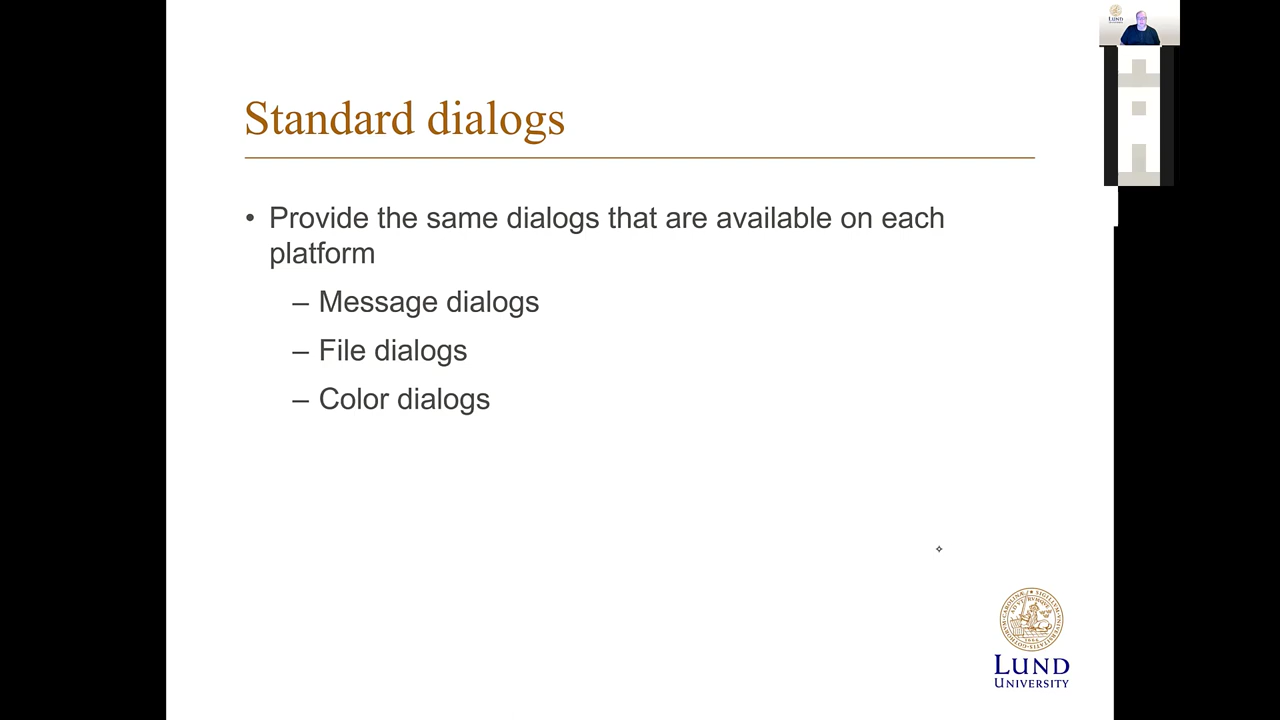 LUND
Standard dialogs
• Provide the same dialogs that are available on each
platform
– Message dialogs
– File dialogs
– Color dialogs
LUND
UNIVERSITY